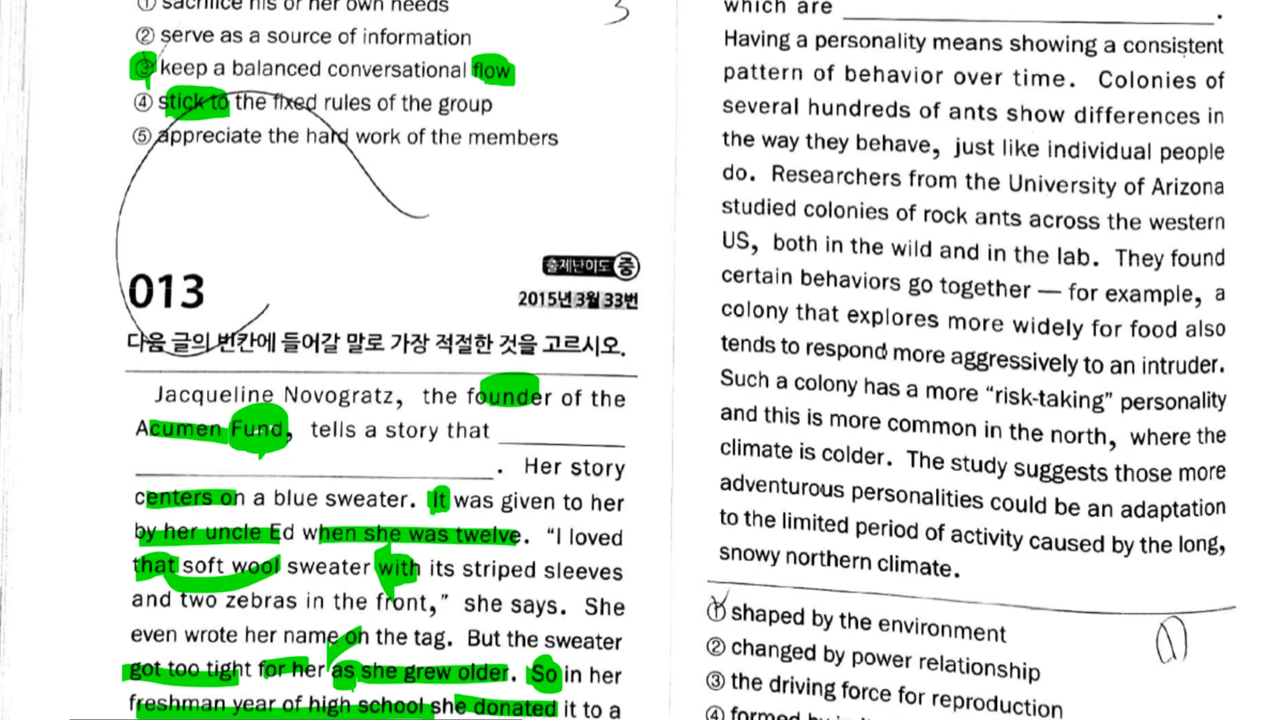 ① sacrifice his or her own needs
② serve as a source of information
③ keep a balanced conversational flow
④ stick to the fixed rules of the group
⑤ appreciate the hard work of the members
3
출제난이도 중
013
2015년 3월 33번
다음 글의 빈칸에 들어갈 말로 가장 적절한 것을 고르시오.
Jacqueline Novogratz, the founder of the
Acumen Fund, tells a story that ____________
____________________________. Her story
centers on a blue sweater. It was given to her
by her uncle Ed when she was twelve. “I loved
that soft wool sweater with its striped sleeves
and two zebras in the front,” she says. She
even wrote her name on the tag. But the sweater
got too tight for her as she grew older. So in her
freshman year of high school she donated it to a
which are ____________________________.
Having a personality means showing a consistent
pattern of behavior over time. Colonies of
several hundreds of ants show differences in
the way they behave, just like individual people
do. Researchers from the University of Arizona
studied colonies of rock ants across the western
US, both in the wild and in the lab. They found
certain behaviors go together — for example, a
colony that explores more widely for food also
tends to respond more aggressively to an intruder.
Such a colony has a more “risk-taking” personality
and this is more common in the north, where the
climate is colder. The study suggests those more
adventurous personalities could be an adaptation
to the limited period of activity caused by the long,
snowy northern climate.
① shaped by the environment
② changed by power relationship
③ the driving force for reproduction
④ formed by